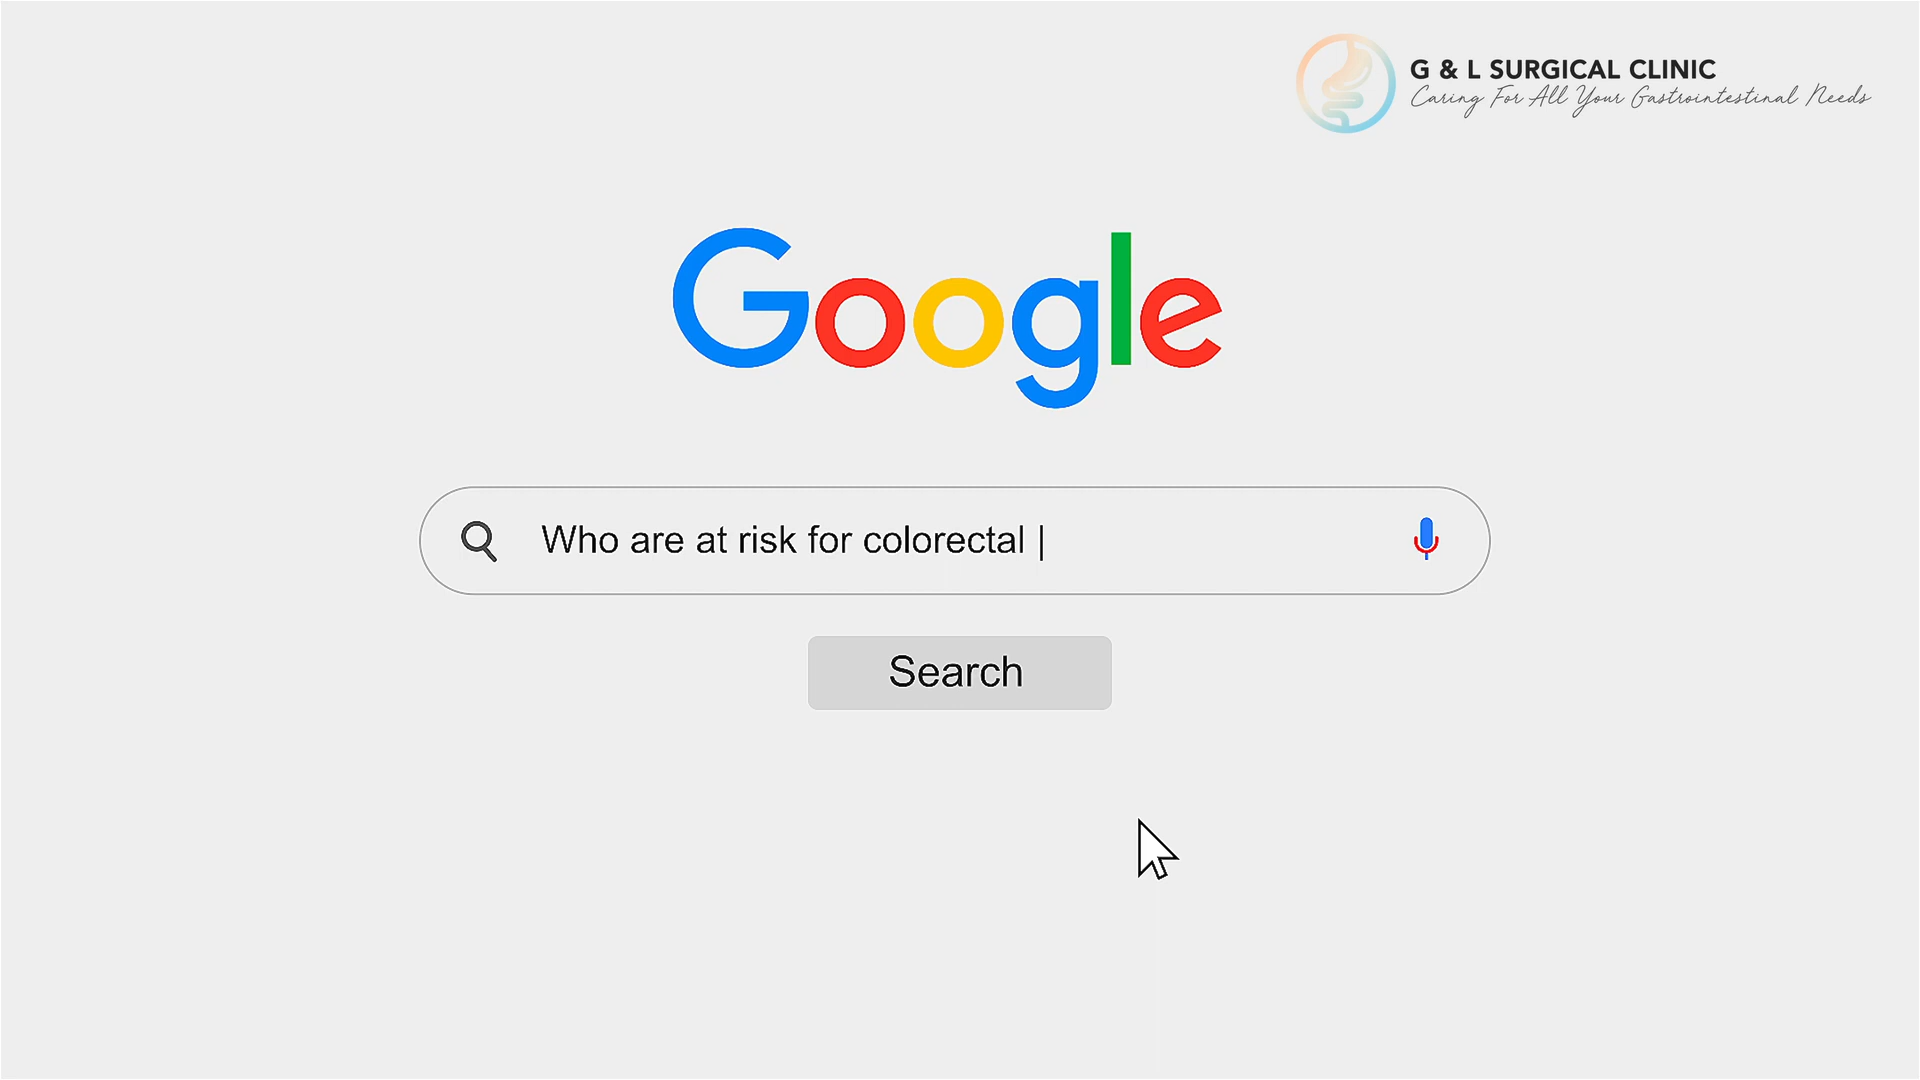 G & L SURGICAL CLINIC
Caring For All Your Gastrointestinal Needs
Google
Who are at risk for colorectal
Search